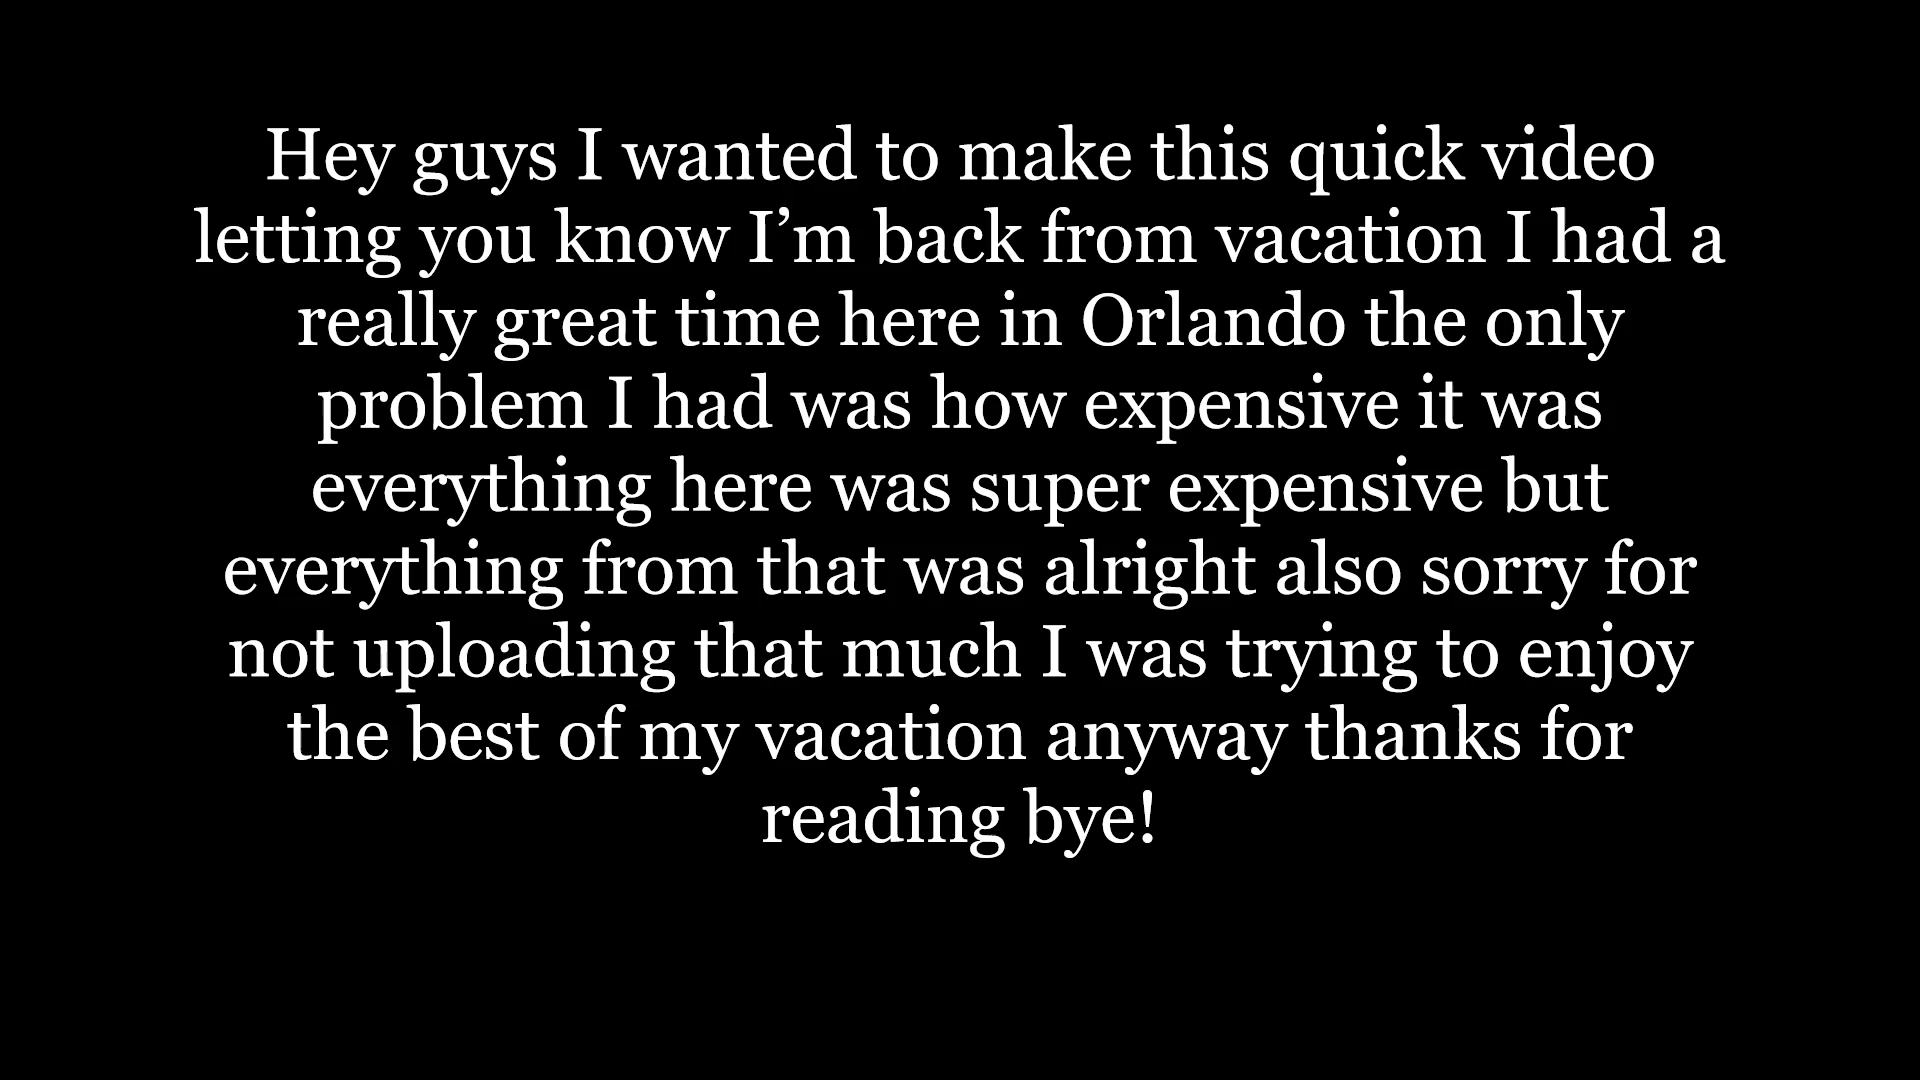 Hey guys I wanted to make this quick video
letting you know I’m back from vacation I had a
really great time here in Orlando the only
problem I had was how expensive it was
everything here was super expensive but
everything from that was alright also sorry for
not uploading that much I was trying to enjoy
the best of my vacation anyway thanks for
reading bye!